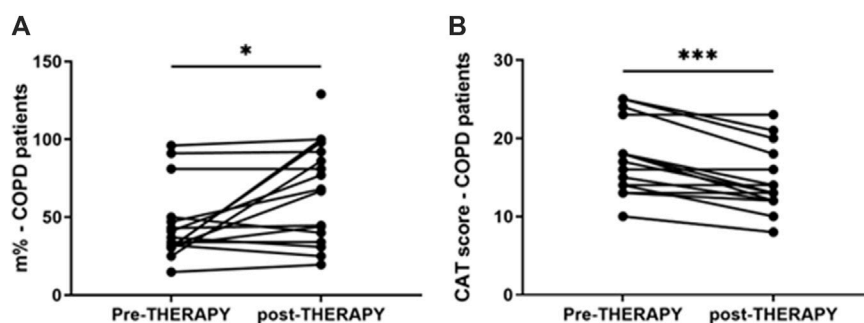 A
*
150
100
50
0
m% - COPD patients
Pre-THERAPY post-THERAPY
B
***
30
20
10
0
CAT score - COPD patients
Pre-THERAPY post-THERAPY